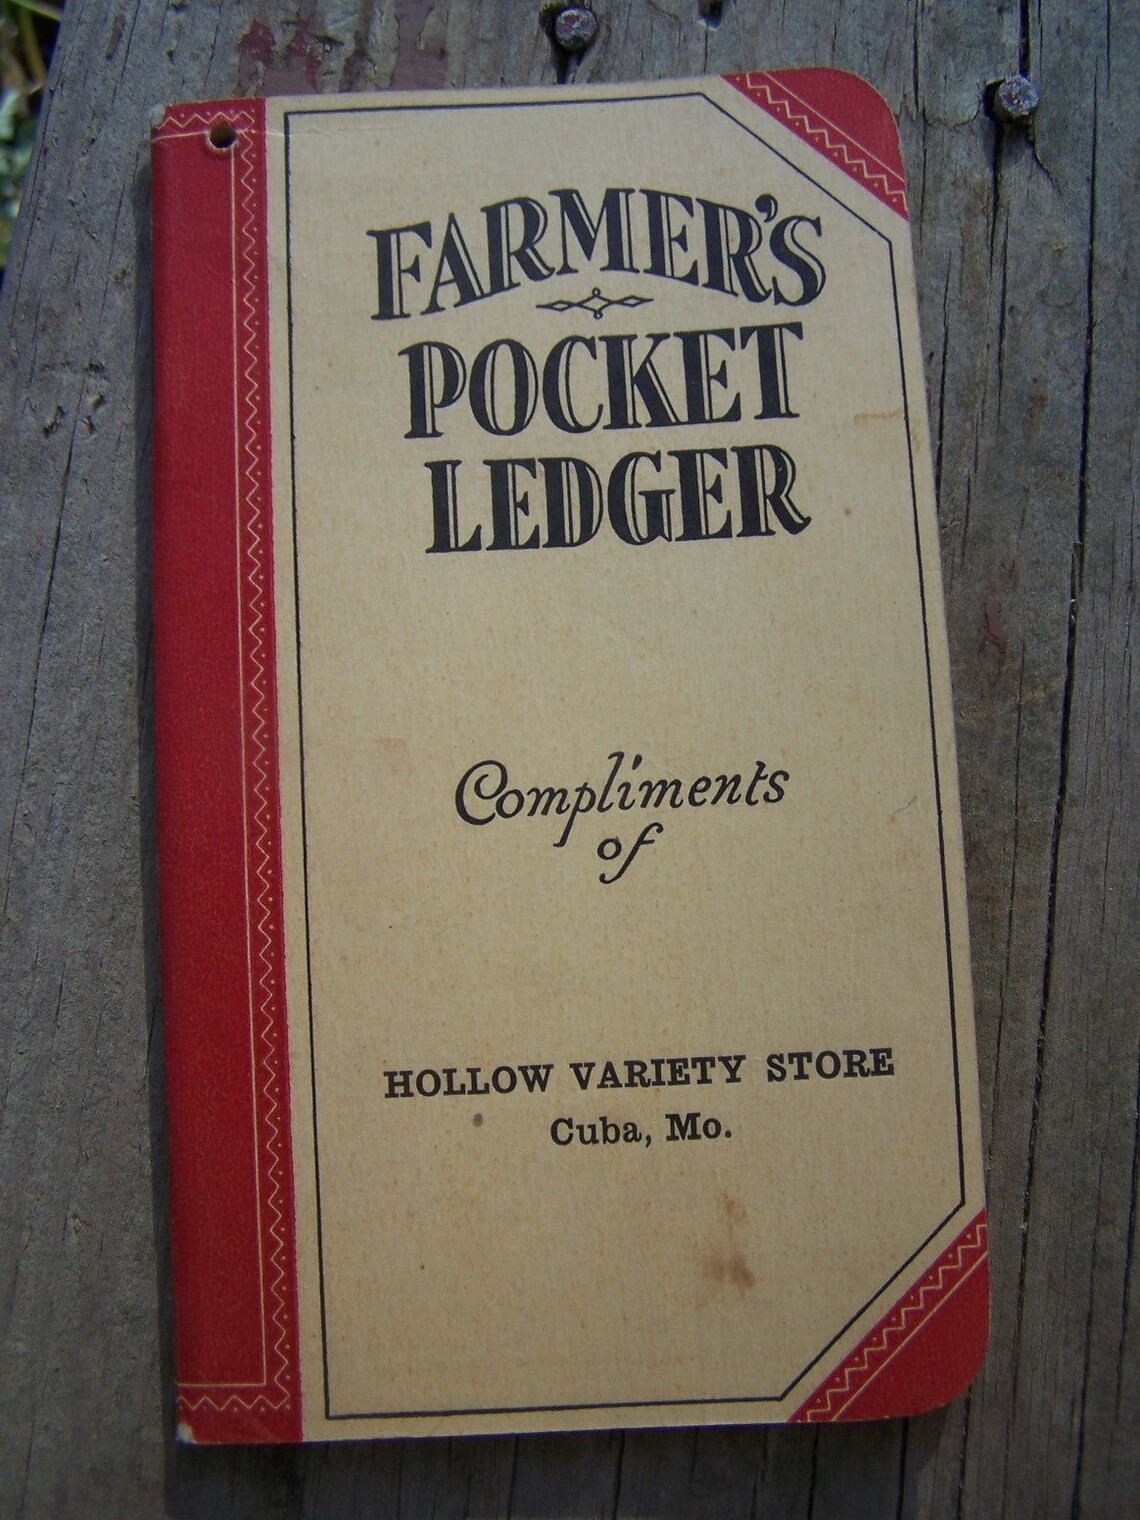 FARMER'S
POCKET
LEDGER
Compliments
of
HOLLOW VARIETY STORE
Cuba, Mo.